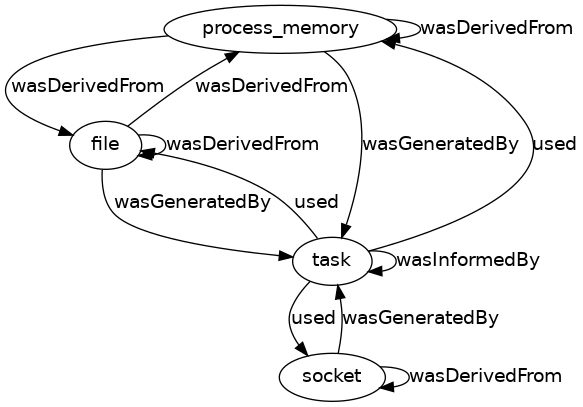 process_memory
wasDerivedFrom
wasDerivedFrom
wasDerivedFrom
file
wasDerivedFrom
wasGeneratedBy
used
wasGeneratedBy
used
task
wasInformedBy
used
wasGeneratedBy
socket
wasDerivedFrom